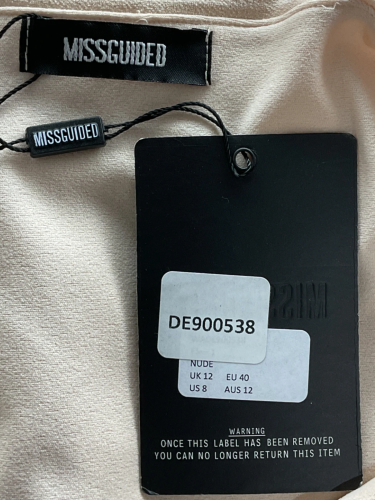 MISSGUIDED
MISSGUIDED
DE900538
NUDE
UK 12 EU 40
US 8 AUS 12
WARNING
ONCE THIS LABEL HAS BEEN REMOVED
YOU CAN NO LONGER RETURN THIS ITEM